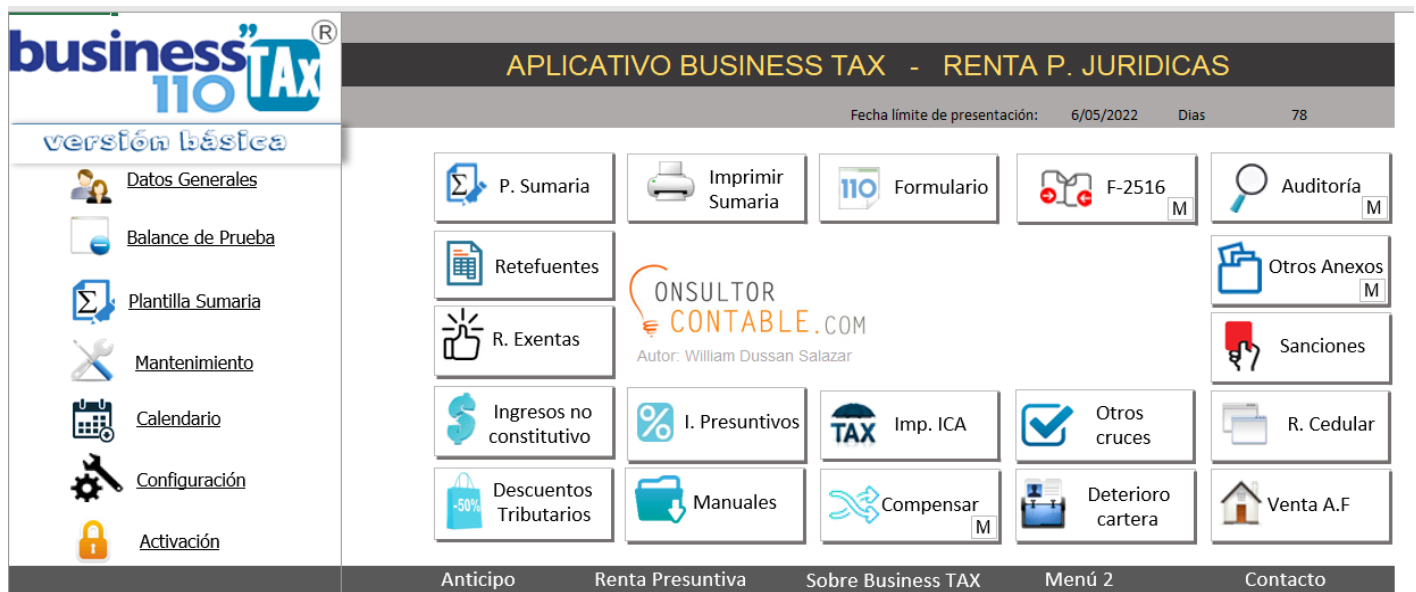 business TAX ®
110
versión básica
APLICATIVO BUSINESS TAX - RENTA P. JURIDICAS
Fecha límite de presentación: 6/05/2022 Dias 78
Datos Generales
Balance de Prueba
Plantilla Sumaria
Mantenimiento
Calendario
Configuración
Activación
P. Sumaria
Imprimir
Sumaria
110 Formulario
F-2516
M
Auditoría
M
Retefuentes
Otros Anexos
M
ONSULTOR
CONTABLE.COM
Autor: William Dussan Salazar
R. Exentas
Sanciones
Ingresos no
constitutivo
% I. Presuntivos
TAX Imp. ICA
Otros
cruces
R. Cedular
-50% Descuentos
Tributarios
Manuales
Compensar
M
Deterioro
cartera
Venta A.F
Anticipo Renta Presuntiva Sobre Business TAX Menú 2 Contacto